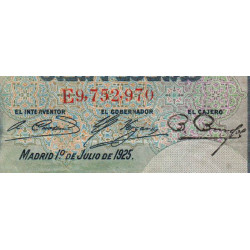 E9,752,970
EL INTERVENTOR EL GOBERNADOR EL CAJERO
MADRID 1º DE JULIO DE 1925.